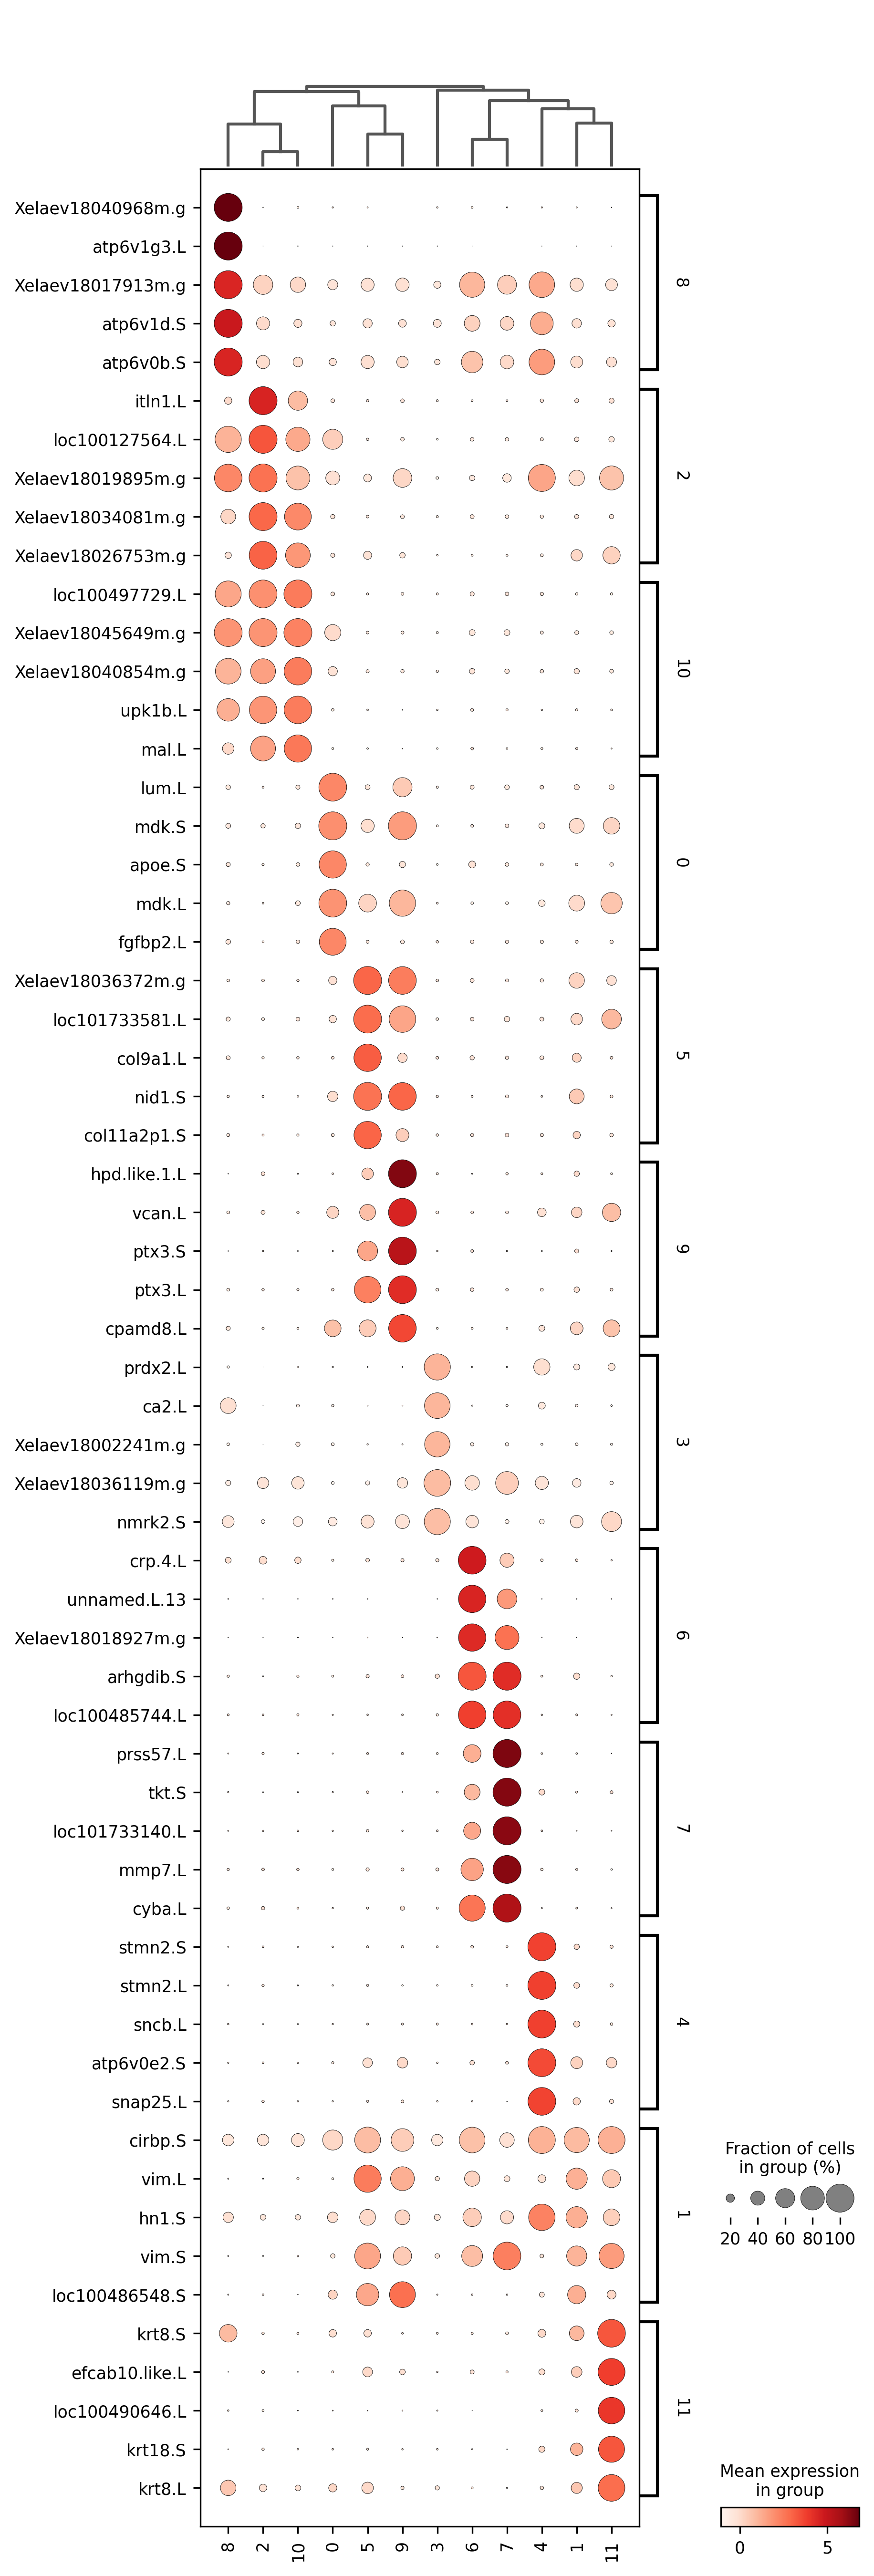 Xelaev18040968m.g
atp6v1g3.L
Xelaev18017913m.g
atp6v1d.S
atp6v0b.S
8
itln1.L
loc100127564.L
Xelaev18019895m.g
Xelaev18034081m.g
Xelaev18026753m.g
2
loc100497729.L
Xelaev18045649m.g
Xelaev18040854m.g
upk1b.L
mal.L
10
lum.L
mdk.S
apoe.S
mdk.L
fgfbp2.L
0
Xelaev18036372m.g
loc101733581.L
col9a1.L
nid1.S
col11a2p1.S
5
hpd.like.1.L
vcan.L
ptx3.S
ptx3.L
cpamd8.L
9
prdx2.L
ca2.L
Xelaev18002241m.g
Xelaev18036119m.g
nmrk2.S
3
crp.4.L
unnamed.L.13
Xelaev18018927m.g
arhgdib.S
loc100485744.L
6
prss57.L
tkt.S
loc101733140.L
mmp7.L
cyba.L
7
stmn2.S
stmn2.L
sncb.L
atp6v0e2.S
snap25.L
4
cirbp.S
vim.L
hn1.S
vim.S
loc100486548.S
1
krt8.S
efcab10.like.L
loc100490646.L
krt18.S
krt8.L
11
8 2 10 0 5 9 3 6 7 4 1 11
Fraction of cells
in group (%)
20 40 60 80 100
Mean expression
in group
0 5